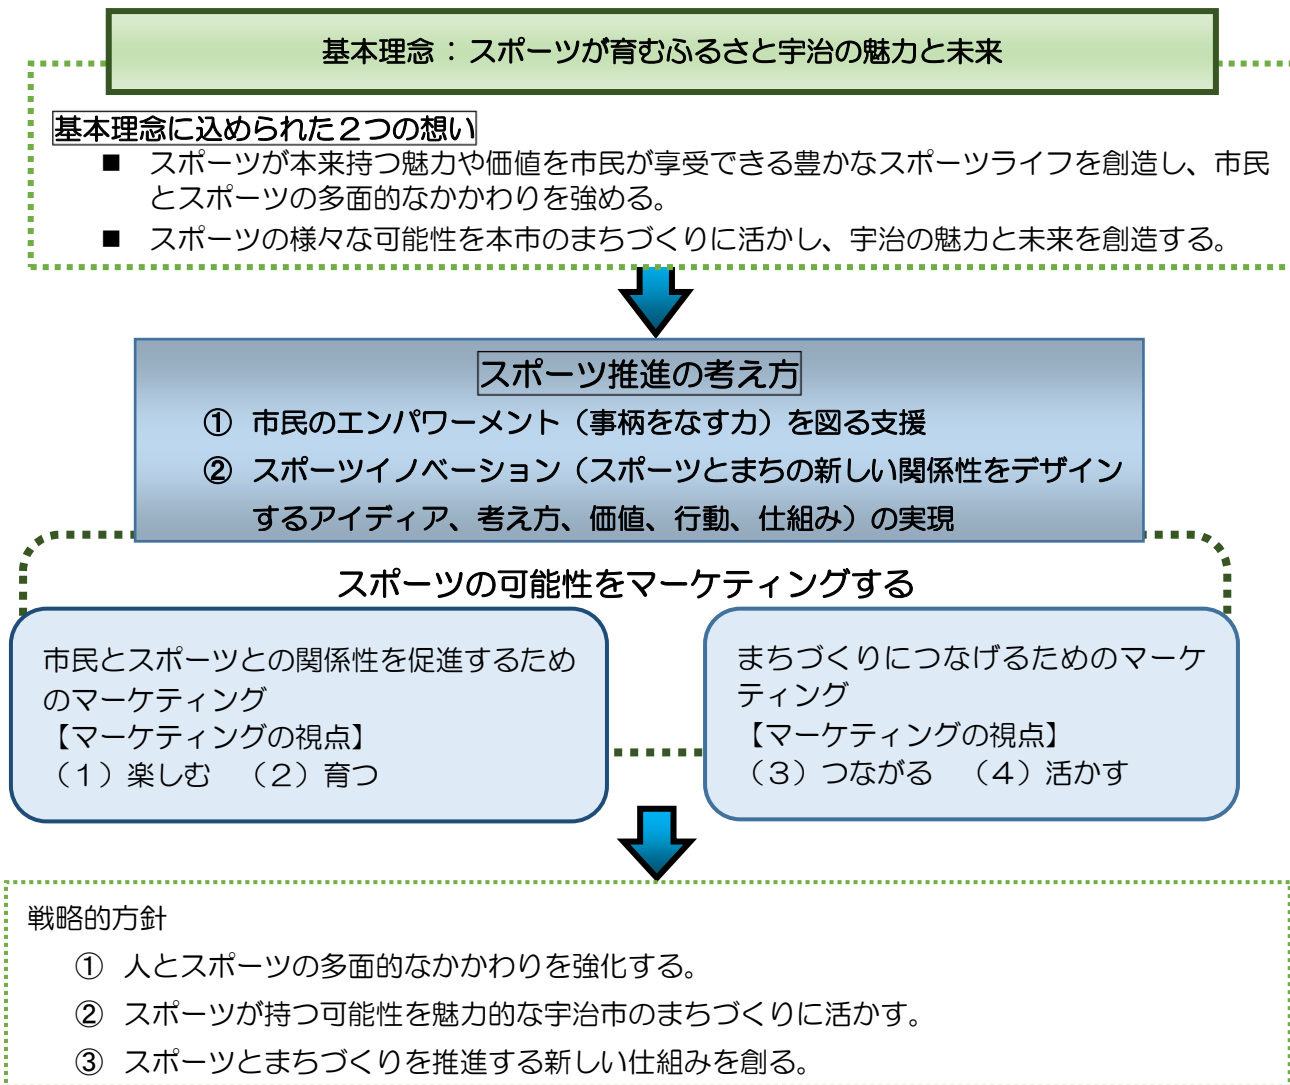 基本理念：スポーツが育むふるさと宇治の魅力と未来
基本理念に込められた２つの想い
■ スポーツが本来持つ魅力や価値を市民が享受できる豊かなスポーツライフを創造し、市民
とスポーツの多面的なかかわりを強める。
■ スポーツの様々な可能性を本市のまちづくりに活かし、宇治の魅力と未来を創造する。
スポーツ推進の考え方
① 市民のエンパワーメント（事柄をなす力）を図る支援
② スポーツイノベーション（スポーツとまちの新しい関係性をデザイン
するアイディア、考え方、価値、行動、仕組み）の実現
スポーツの可能性をマーケティングする
市民とスポーツとの関係性を促進するため
のマーケティング
【マーケティングの視点】
（１）楽しむ　（２）育つ
まちづくりにつなげるためのマーケ
ティング
【マーケティングの視点】
（３）つながる　（４）活かす
戦略的方針
① 人とスポーツの多面的なかかわりを強化する。
② スポーツが持つ可能性を魅力的な宇治市のまちづくりに活かす。
③ スポーツとまちづくりを推進する新しい仕組みを創る。